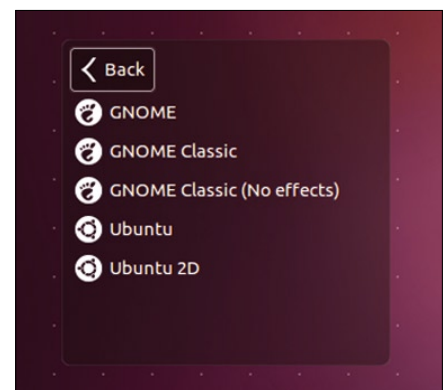 Back
GNOME
GNOME Classic
GNOME Classic (No effects)
Ubuntu
Ubuntu 2D